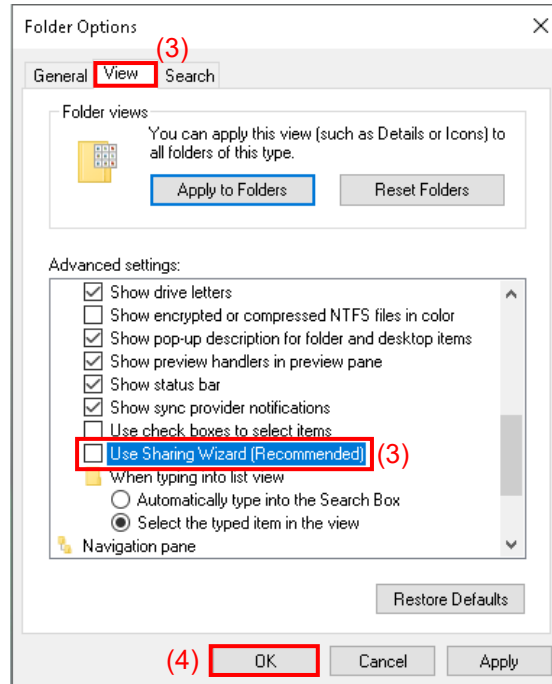 Folder Options
(3)
General View Search
Folder views
You can apply this view (such as Details or Icons) to
all folders of this type.
Apply to Folders Reset Folders
Advanced settings:
Show drive letters
Show encrypted or compressed NTFS files in color
Show pop-up description for folder and desktop items
Show preview handlers in preview pane
Show status bar
Show sync provider notifications
Use check boxes to select items
Use Sharing Wizard (Recommended) (3)
When typing into list view
Automatically type into the Search Box
Select the typed item in the view
Navigation pane
Restore Defaults
(4) OK Cancel Apply